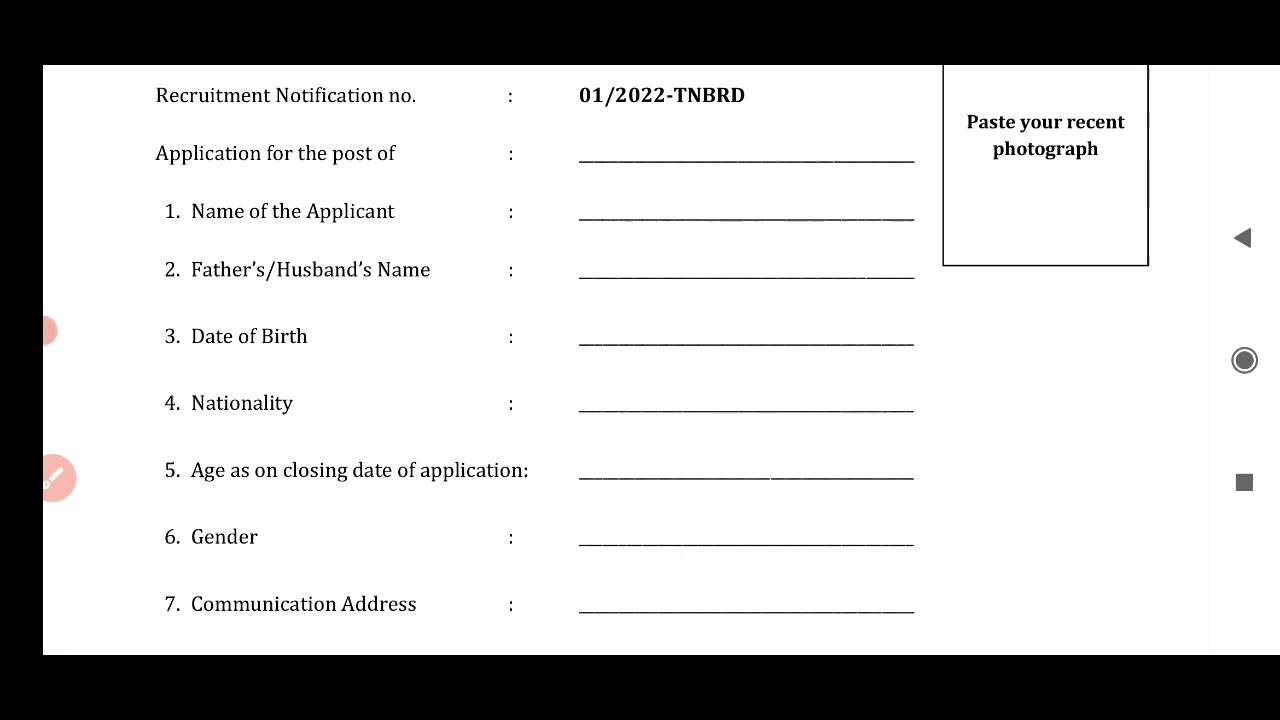 Recruitment Notification no. : 01/2022-TNBRD
Paste your recent
photograph
Application for the post of : 
1. Name of the Applicant : 
2. Father’s/Husband’s Name : 
3. Date of Birth : 
4. Nationality : 
5. Age as on closing date of application: 
6. Gender : 
7. Communication Address :